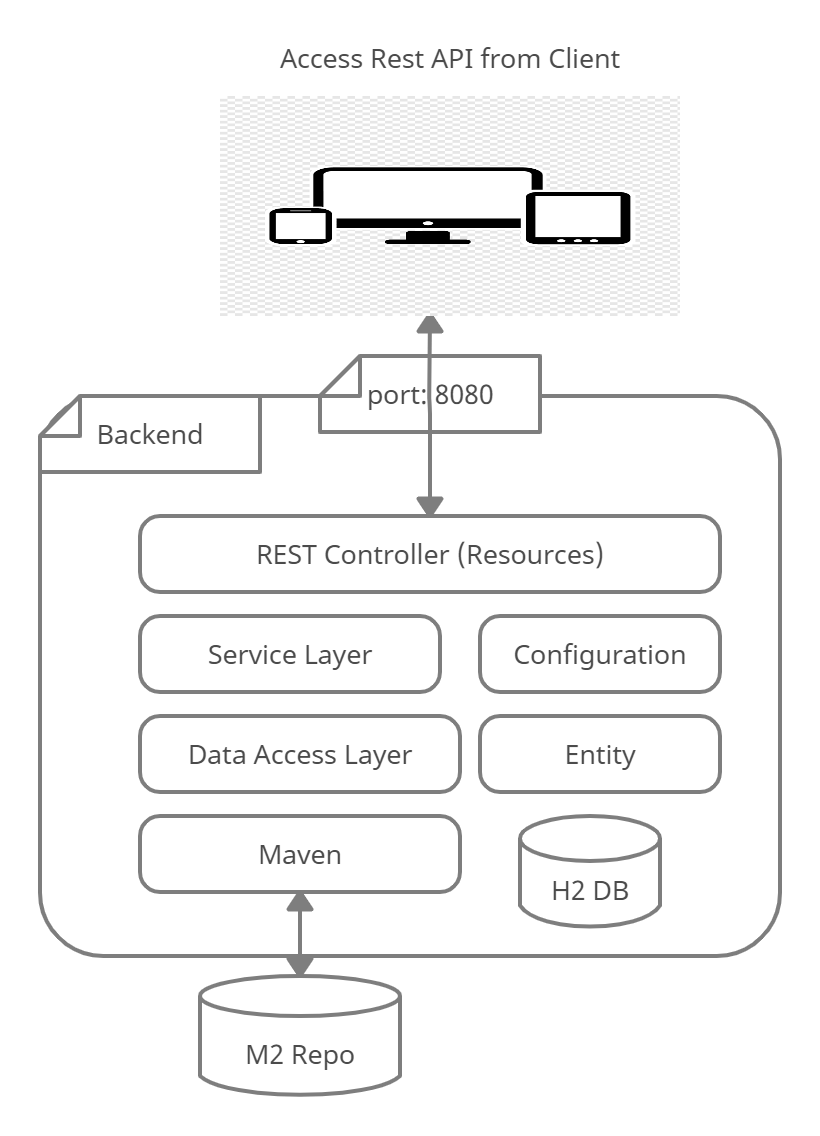 Access Rest API from Client
port: 8080
Backend
REST Controller (Resources)
Service Layer
Configuration
Data Access Layer
Entity
Maven
H2 DB
M2 Repo